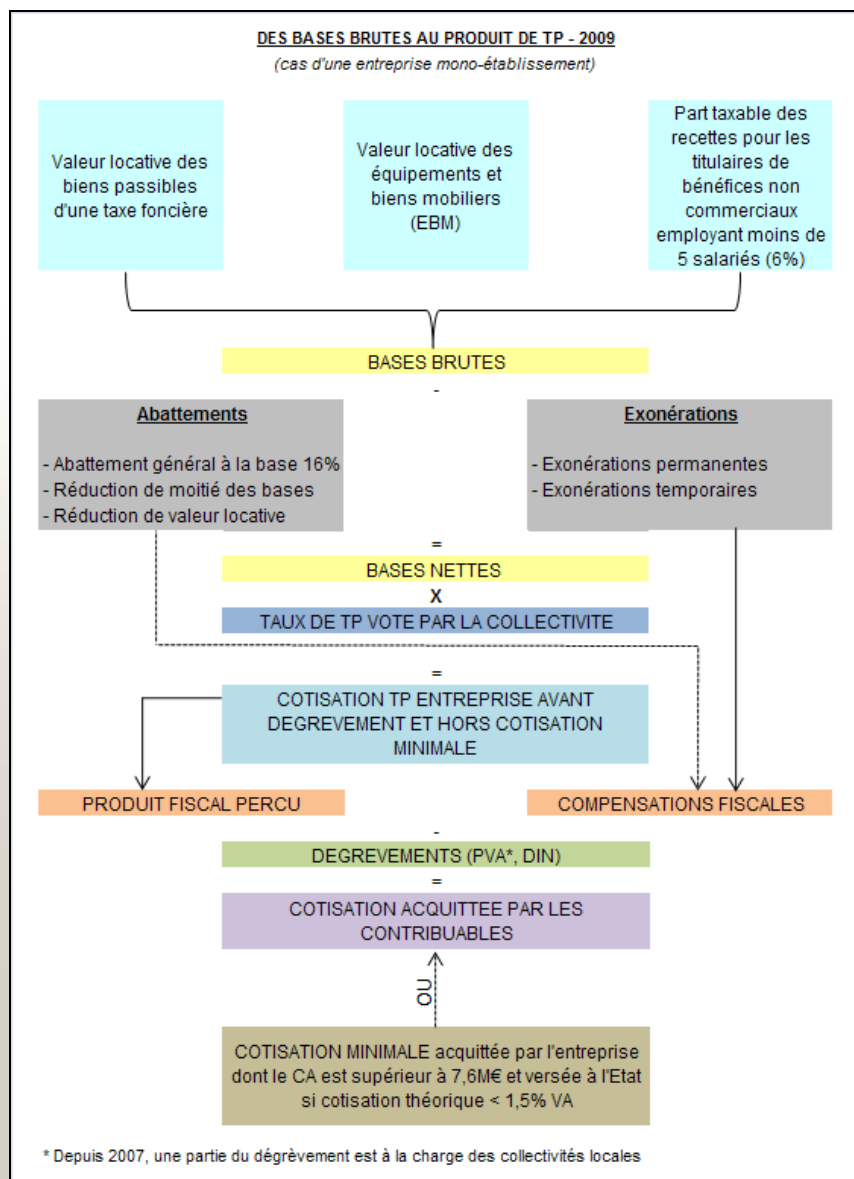 DES BASES BRUTES AU PRODUIT DE TP - 2009
(cas d'une entreprise mono-établissement)
Valeur locative des
biens passibles
d'une taxe foncière
Valeur locative des
équipements et
biens mobiliers
(EBM)
Part taxable des
recettes pour les
titulaires de
bénéfices non
commerciaux
employant moins de
5 salariés (6%)
BASES BRUTES
-
Abattements
- Abattement général à la base 16%
- Réduction de moitié des bases
- Réduction de valeur locative
Exonérations
- Exonérations permanentes
- Exonérations temporaires
=
BASES NETTES
X
TAUX DE TP VOTE PAR LA COLLECTIVITE
=
COTISATION TP ENTREPRISE AVANT
DEGREVEMENT ET HORS COTISATION
MINIMALE
PRODUIT FISCAL PERCU
COMPENSATIONS FISCALES
-
DEGREVEMENTS (PVA*, DIN)
=
COTISATION ACQUITTEE PAR LES
CONTRIBUABLES
OU
COTISATION MINIMALE acquittée par l'entreprise
dont le CA est supérieur à 7,6M€ et versée à l'Etat
si cotisation théorique < 1,5% VA
* Depuis 2007, une partie du dégrèvement est à la charge des collectivités locales